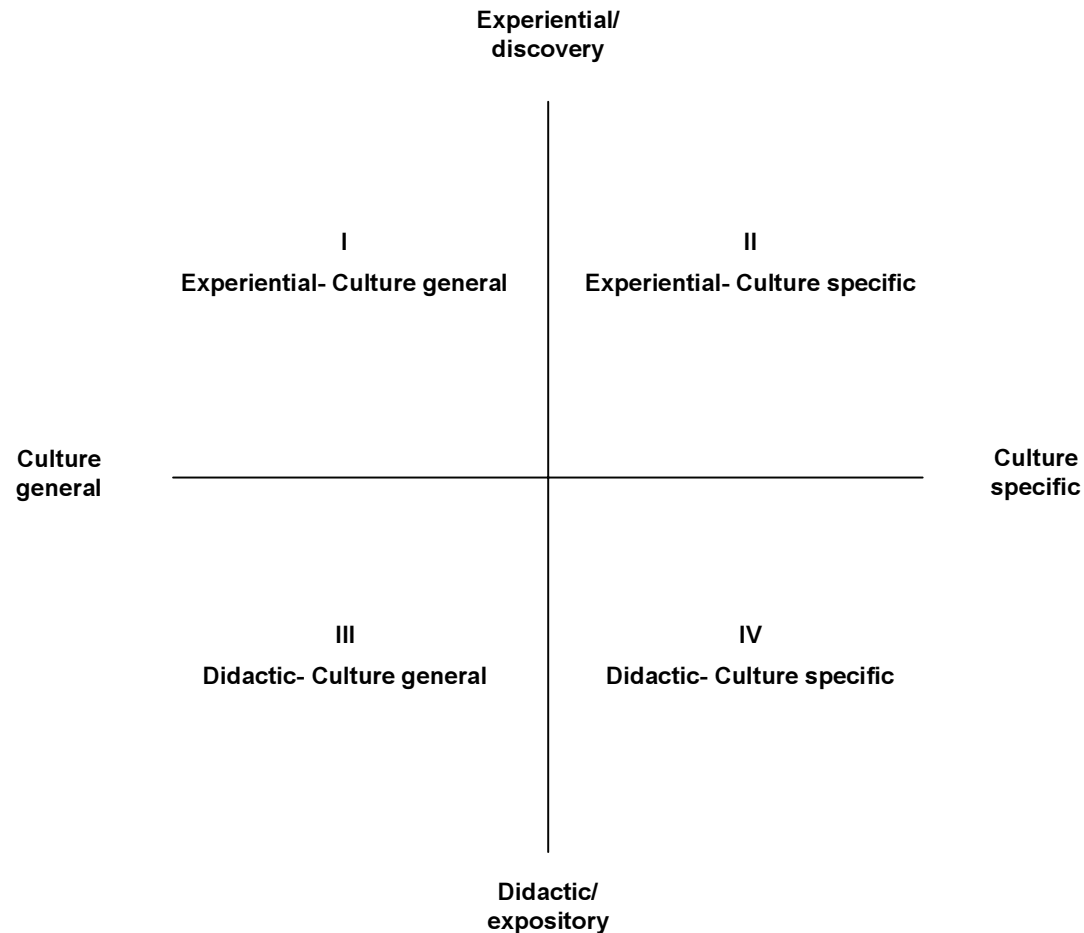 Experiential/
discovery
I
Experiential- Culture general
II
Experiential- Culture specific
Culture
general
Culture
specific
III
Didactic- Culture general
IV
Didactic- Culture specific
Didactic/
expository